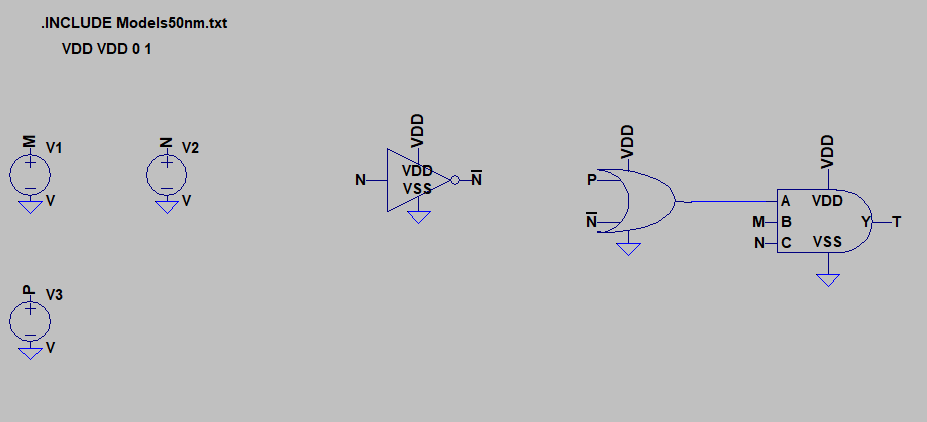 .INCLUDE Models50nm.txt
VDD VDD 0 1
M
V1
V
N
V2
V
P
V3
V
VDD
N
VDD
VSS
N̅
VDD
P
N̅
VDD
A
VDD
M
B
Y
T
N
C
VSS